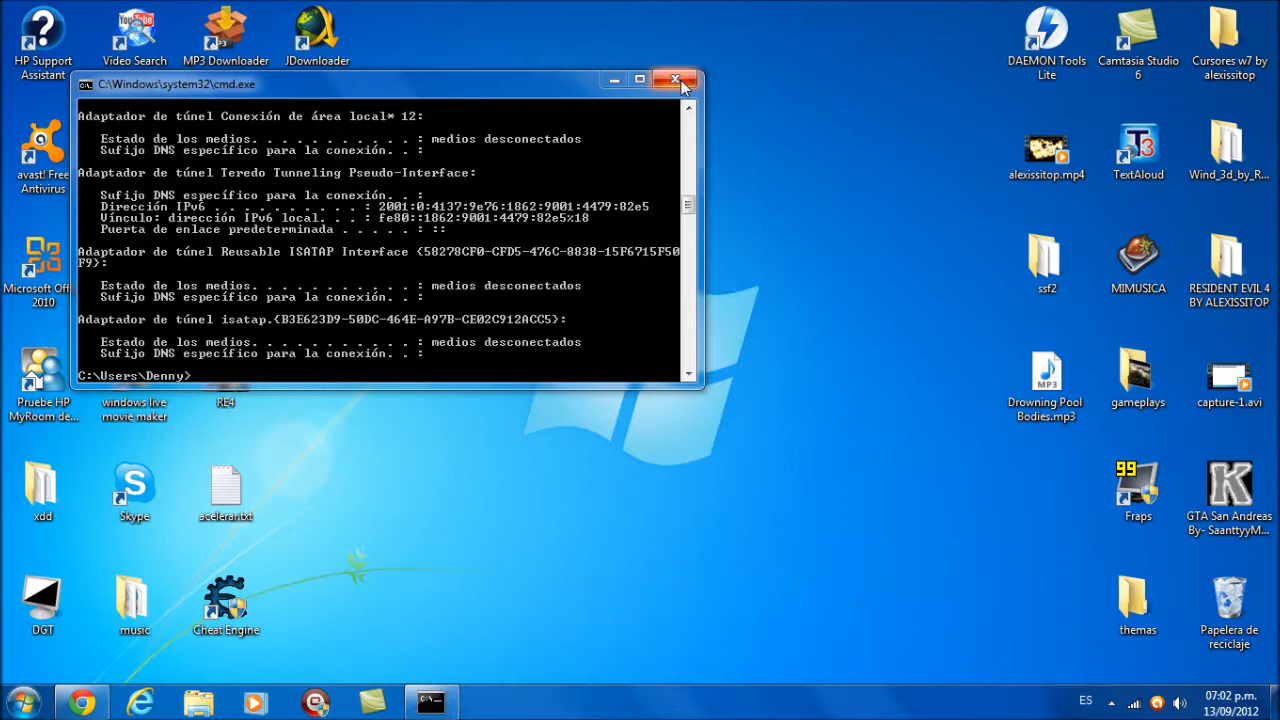 HP Support
Assistant
Video Search
MP3 Downloader
JDownloader
DAEMON Tools
Lite
Camtasia Studio
6
Cursores w7 by
alexissitop
C:\Windows\system32\cmd.exe
Adaptador de túnel Conexión de área local* 12:
Estado de los medios. . . . . . . . . . . : medios desconectados
Sufijo DNS específico para la conexión. . :
Adaptador de túnel Teredo Tunneling Pseudo-Interface:
Sufijo DNS específico para la conexión. . :
Dirección IPv6 . . . . . . . . . . : 2001:0:4137:9e76:1862:9001:4479:82e5
Vínculo: dirección IPv6 local. . . : fe80::1862:9001:4479:82e5%18
Puerta de enlace predeterminada . . . . . : ::
Adaptador de túnel Reusable ISATAP Interface {58278CF0-CFD5-476C-8838-15F6715F50
F9}:
Estado de los medios. . . . . . . . . . . : medios desconectados
Sufijo DNS específico para la conexión. . :
Adaptador de túnel isatap.{B3E623D9-50DC-464E-A97B-CE02C912ACC5}:
Estado de los medios. . . . . . . . . . . : medios desconectados
Sufijo DNS específico para la conexión. . :
C:\Users\Denny>
avast! Free
Antivirus
alexissitop.mp4
TextAloud
Wind_3d_by_R...
Microsoft Offi
2010
ssf2
MIMUSICA
RESIDENT EVIL 4
BY ALEXISSITOP
Pruebe HP
MyRoom de...
windows live
movie maker
RE4
MP3
Drowning Pool
Bodies.mp3
gameplays
capture-1.avi
xdd
Skype
acelerar.txt
99
Fraps
GTA San Andreas
By- SaanttyyM...
DGT
music
Cheat Engine
themas
Papelera de
reciclaje
ES
07:02 p.m.
13/09/2012